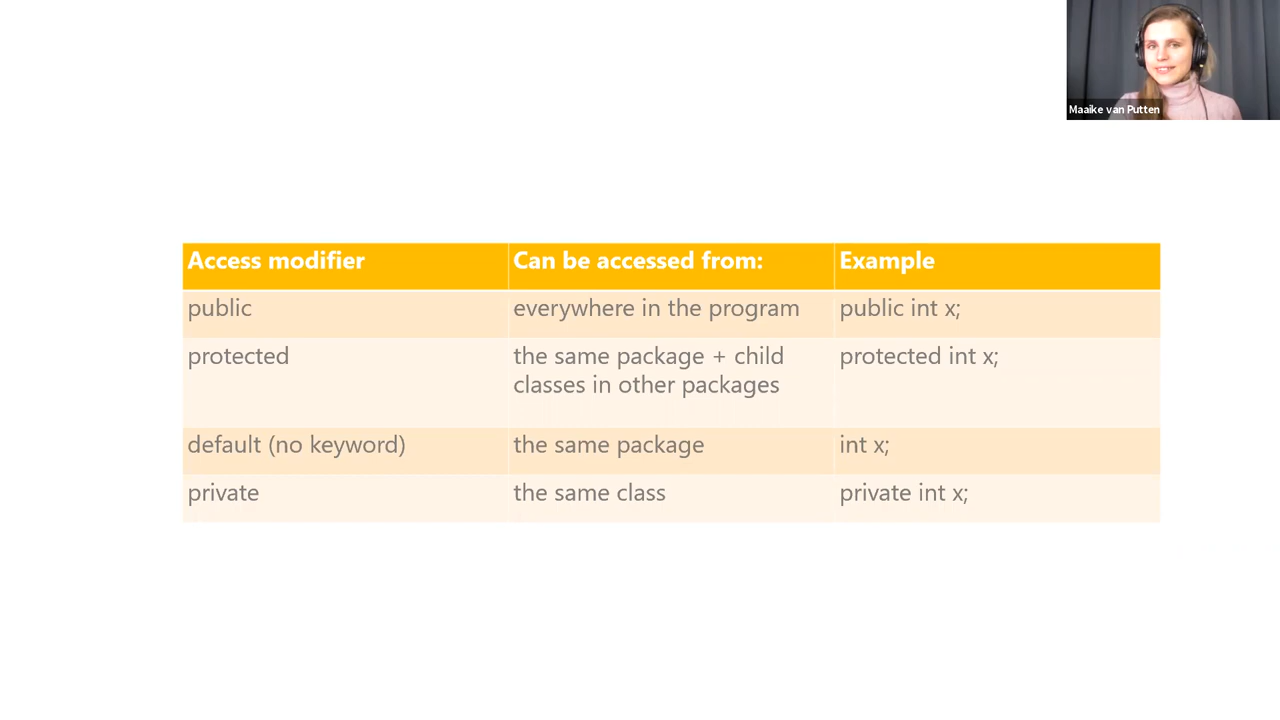 Maaike van Putten
Access modifier Can be accessed from: Example
public everywhere in the program public int x;
protected the same package + child protected int x;
classes in other packages
default (no keyword) the same package int x;
private the same class private int x;